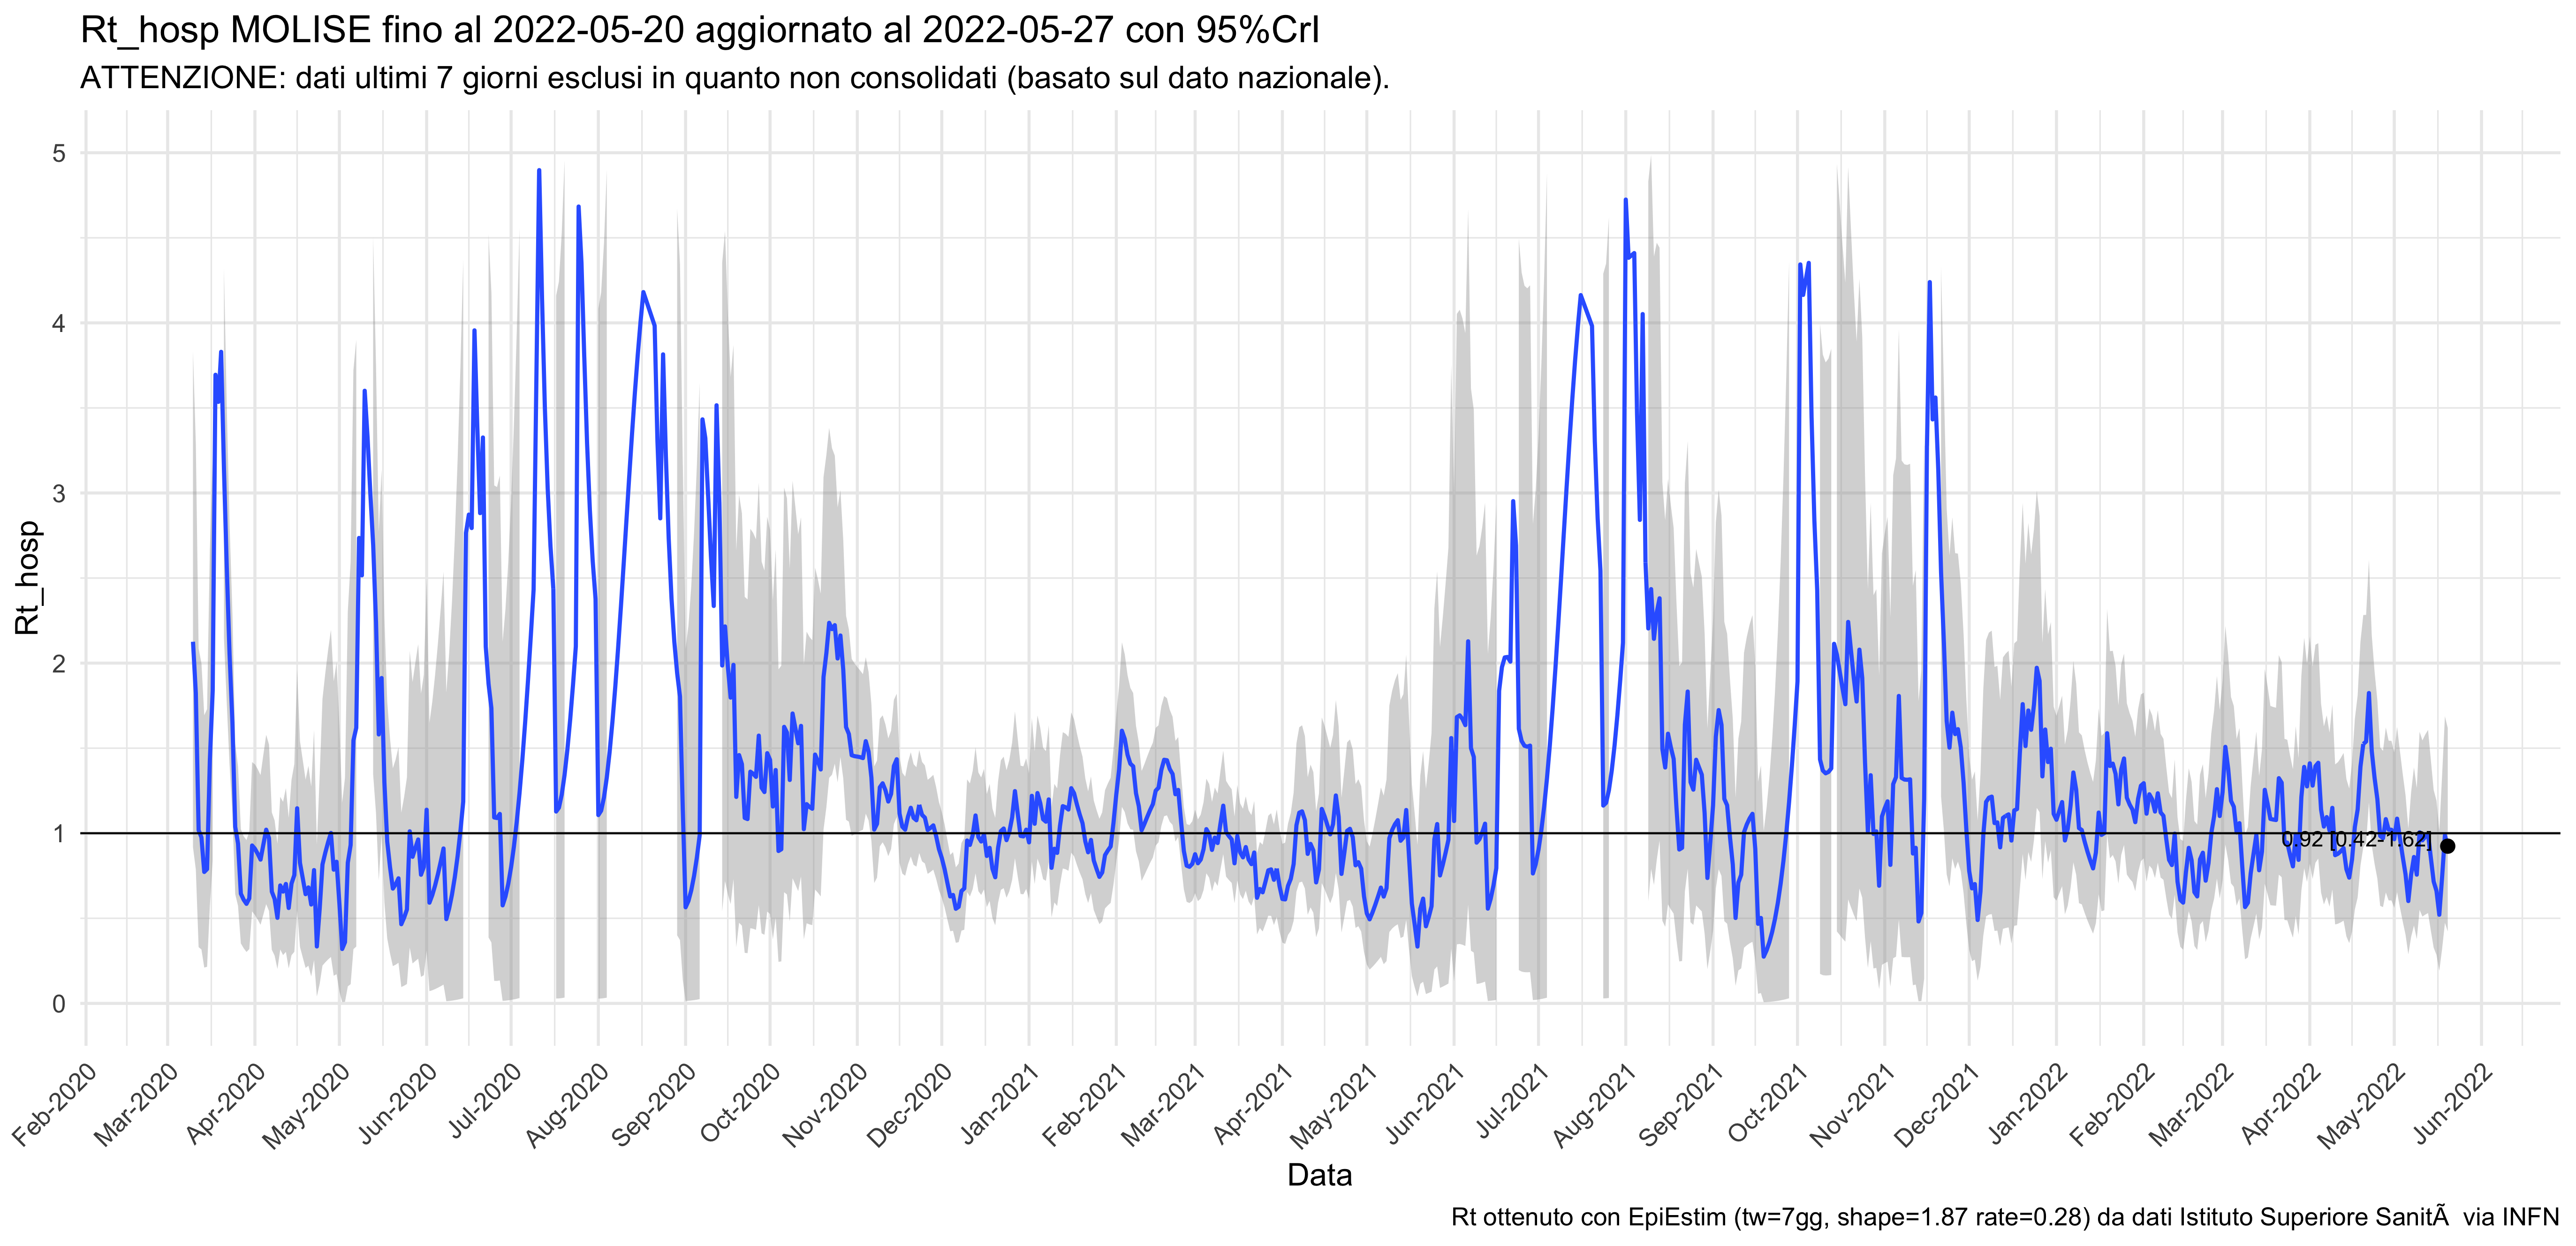 Rt_hosp MOLISE fino al 2022-05-20 aggiornato al 2022-05-27 con 95%CrI
ATTENZIONE: dati ultimi 7 giorni esclusi in quanto non consolidati (basato sul dato nazionale).
Rt_hosp
5
4
3
2
1
0
0.92 [0.42-1.62]
Feb-2020
Mar-2020
Apr-2020
May-2020
Jun-2020
Jul-2020
Aug-2020
Sep-2020
Oct-2020
Nov-2020
Dec-2020
Jan-2021
Feb-2021
Mar-2021
Apr-2021
May-2021
Jun-2021
Jul-2021
Aug-2021
Sep-2021
Oct-2021
Nov-2021
Dec-2021
Jan-2022
Feb-2022
Mar-2022
Apr-2022
May-2022
Jun-2022
Data
Rt ottenuto con EpiEstim (tw=7gg, shape=1.87 rate=0.28) da dati Istituto Superiore SanitÃ  via INFN